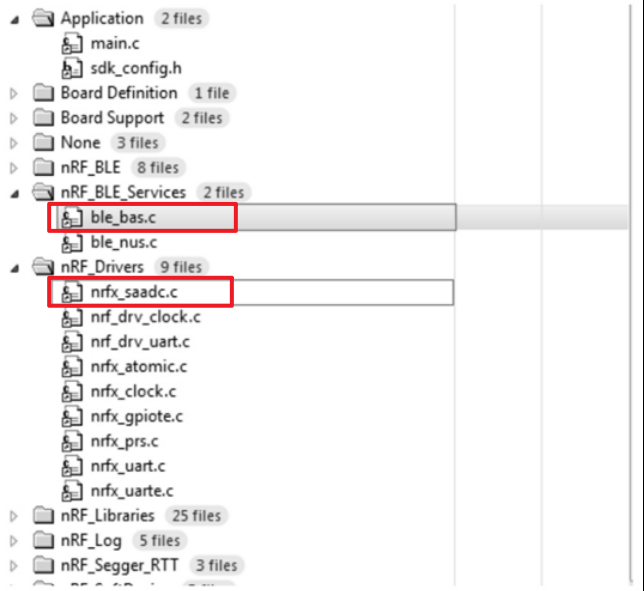 Application 2 files
main.c
sdk_config.h
Board Definition 1 file
Board Support 2 files
None 3 files
nRF_BLE 8 files
nRF_BLE_Services 2 files
ble_bas.c
ble_nus.c
nRF_Drivers 9 files
nrfx_saadc.c
nrf_drv_clock.c
nrf_drv_uart.c
nrfx_atomic.c
nrfx_clock.c
nrfx_gpiote.c
nrfx_prs.c
nrfx_uart.c
nrfx_uarte.c
nRF_Libraries 25 files
nRF_Log 5 files
nRF_Segger_RTT 3 files